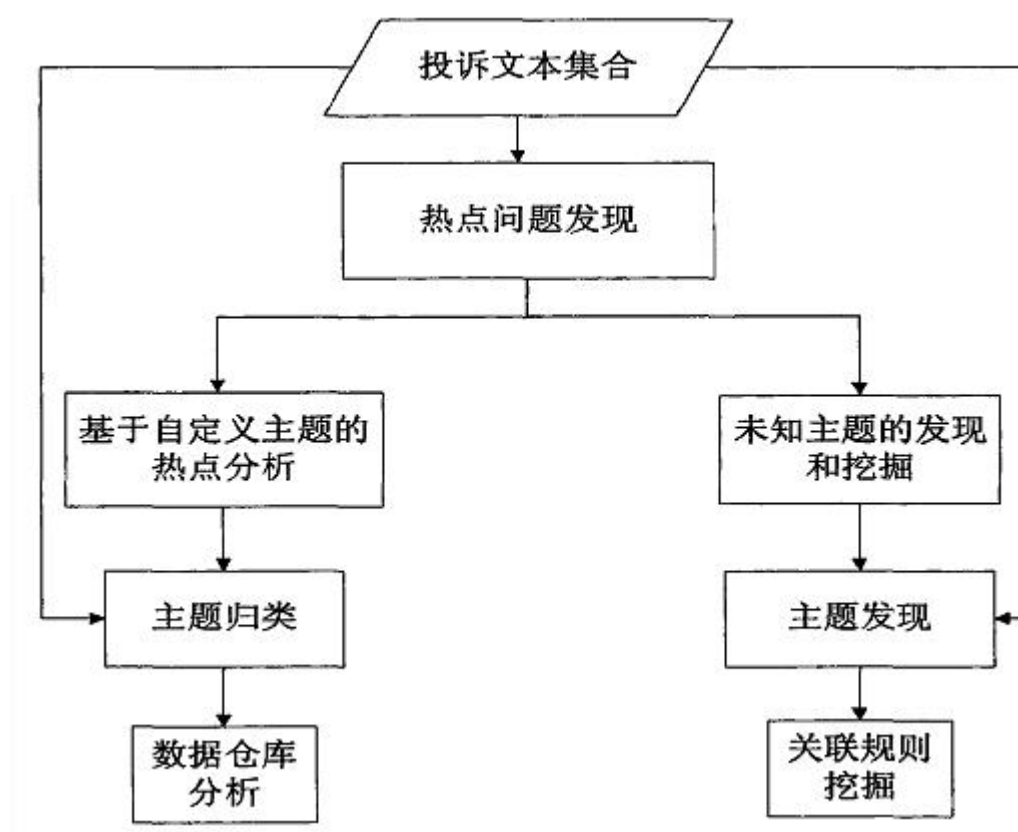 投诉文本集合
热点问题发现
基于自定义主题的
热点分析
未知主题的发现
和挖掘
主题归类
主题发现
数据仓库
分析
关联规则
挖掘